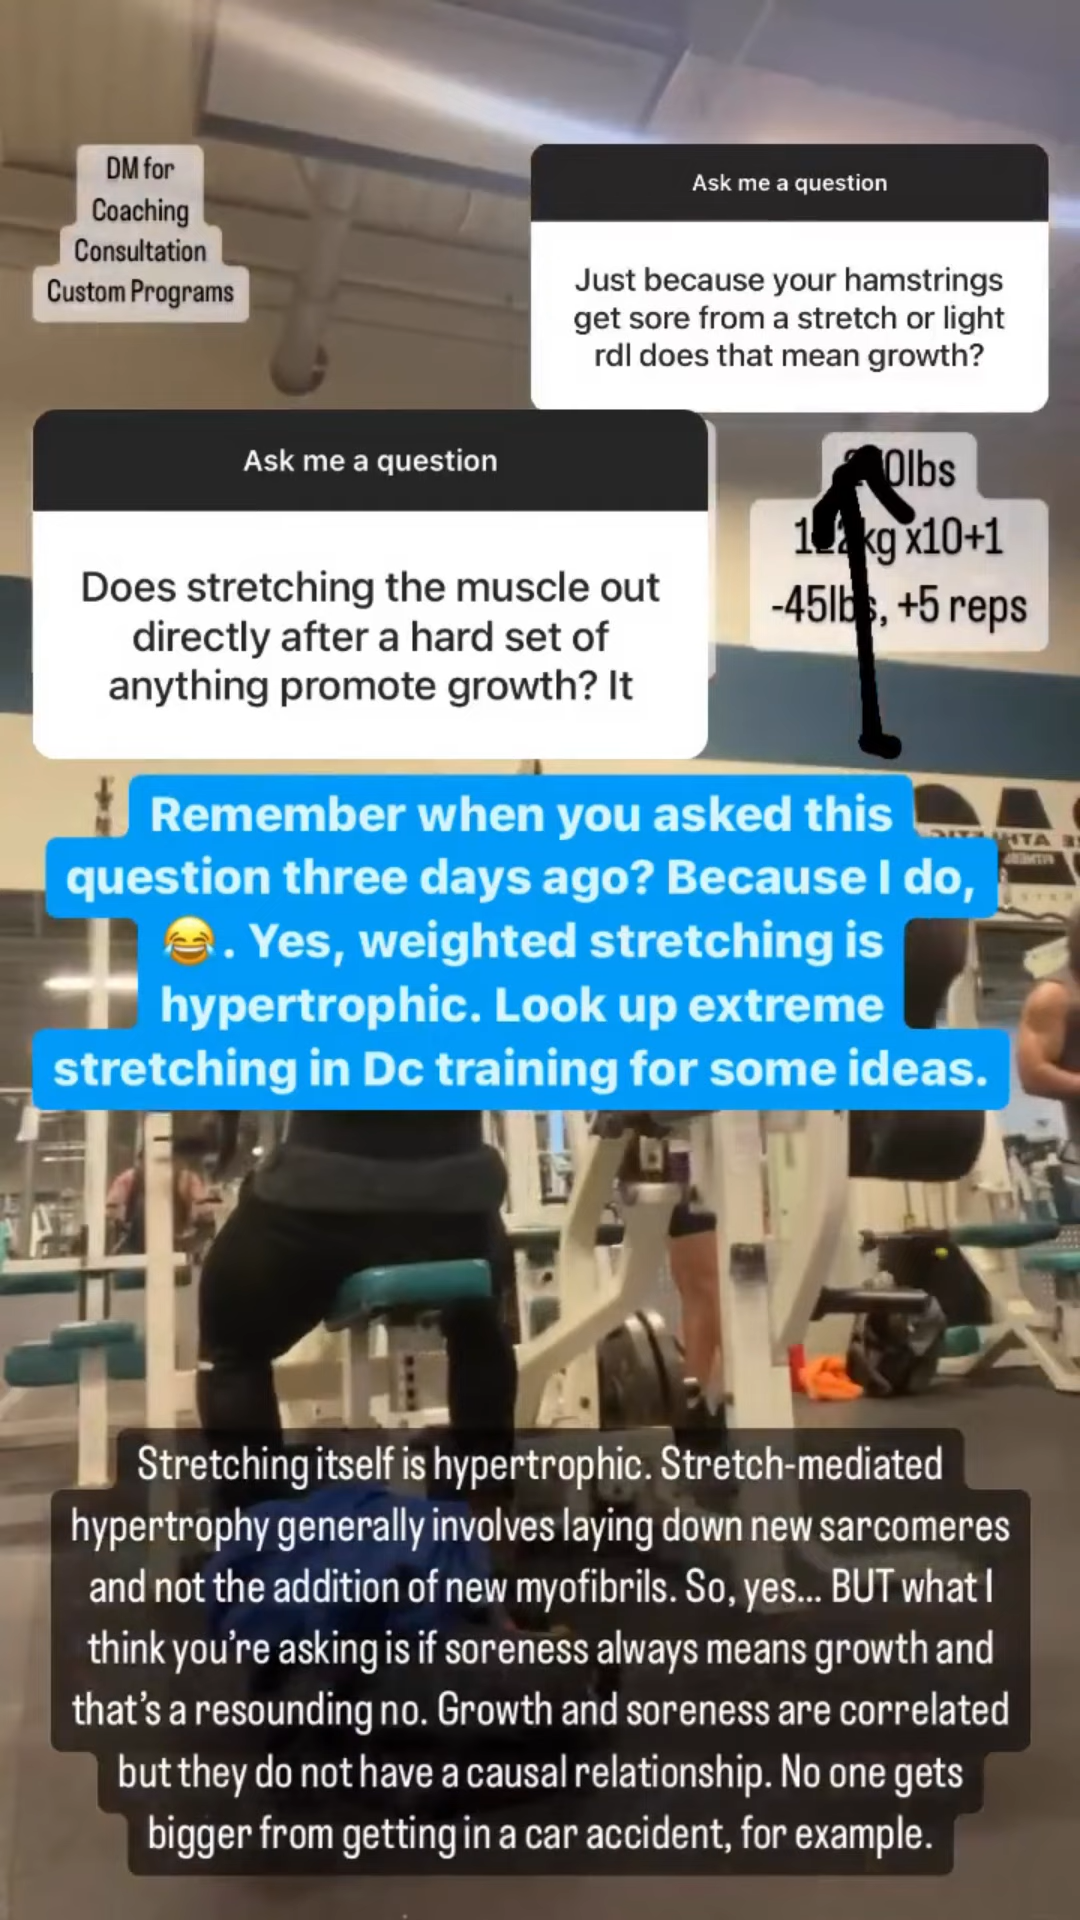 DM for
Coaching
Consultation
Custom Programs
Ask me a question
Just because your hamstrings
get sore from a stretch or light
rdl does that mean growth?
Ask me a question
Does stretching the muscle out
directly after a hard set of
anything promote growth? It
0lbs
kg x10+1
-45lbs, +5 reps
Remember when you asked this
question three days ago? Because I do,
😂. Yes, weighted stretching is
hypertrophic. Look up extreme
stretching in Dc training for some ideas.
Stretching itself is hypertrophic. Stretch-mediated
hypertrophy generally involves laying down new sarcomeres
and not the addition of new myofibrils. So, yes... BUT what I
think you're asking is if soreness always means growth and
that's a resounding no. Growth and soreness are correlated
but they do not have a causal relationship. No one gets
bigger from getting in a car accident, for example.